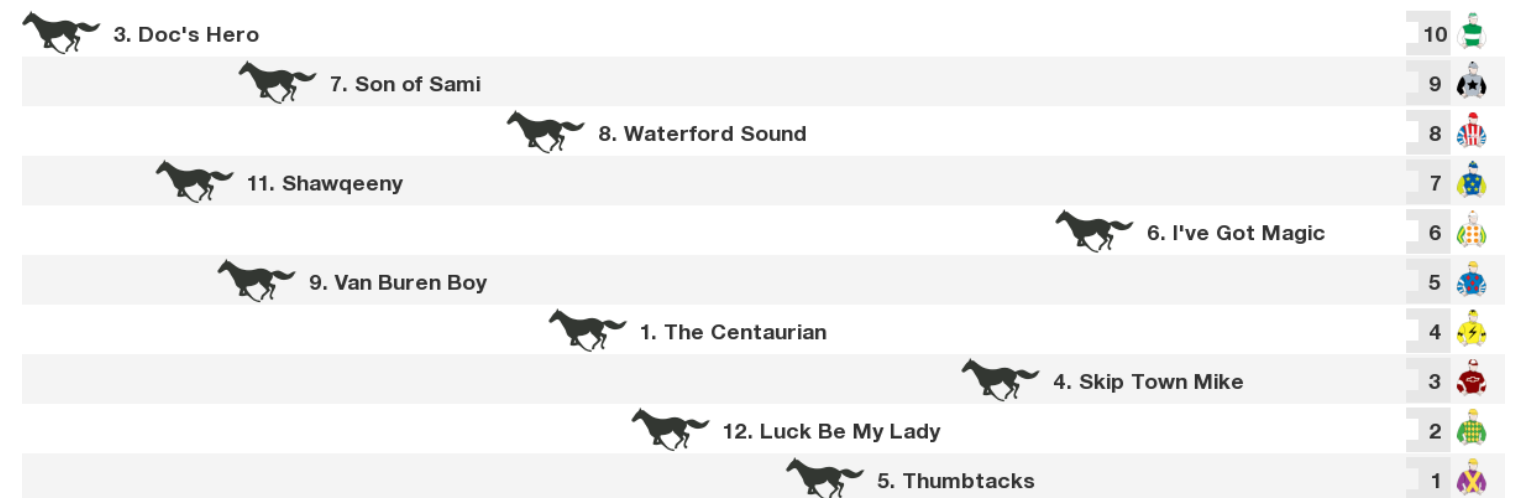 3. Doc's Hero 10
7. Son of Sami 9
8. Waterford Sound 8
11. Shawqeeny 7
6. I've Got Magic 6
9. Van Buren Boy 5
1. The Centaurian 4
4. Skip Town Mike 3
12. Luck Be My Lady 2
5. Thumbtacks 1